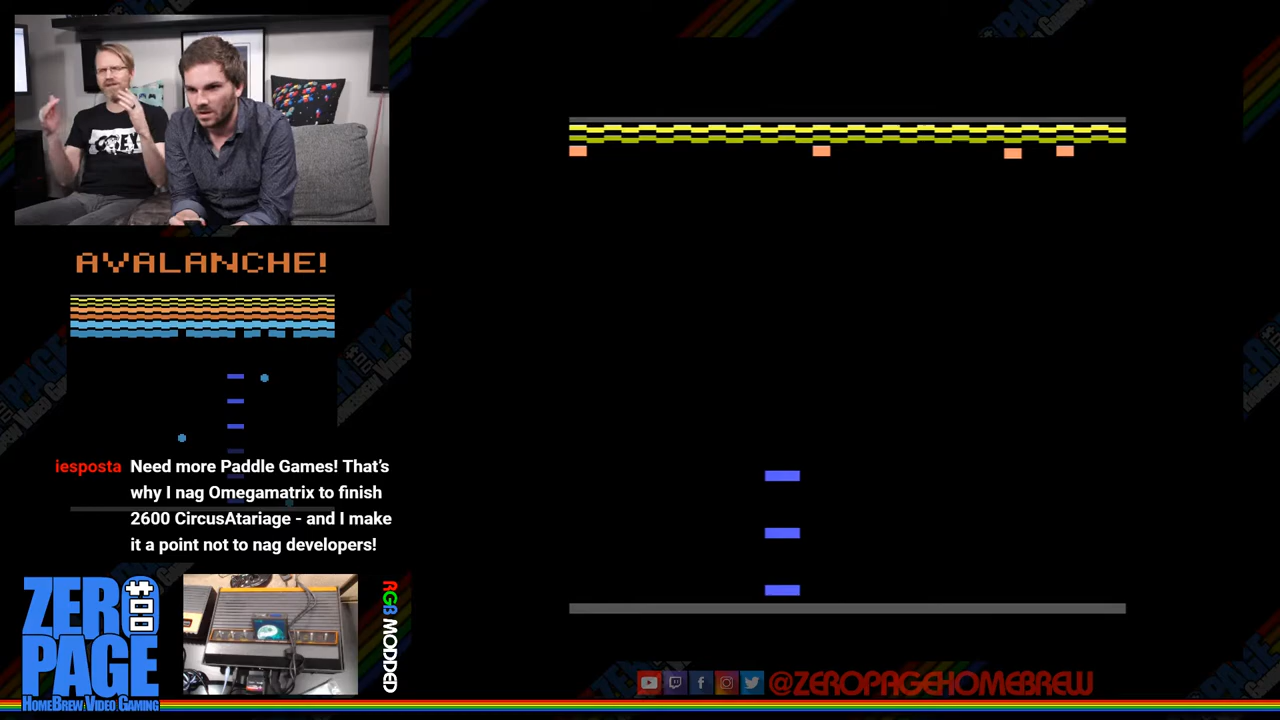 AVALANCHE!
iesposta Need more Paddle Games! That's
why I nag Omegamatrix to finish
2600 CircusAtariage - and I make
it a point not to nag developers!
ZERO
PAGE
HOMEBREW VIDEO GAMING
RGB MODDED
@ZEROPAGEHOMEBREW